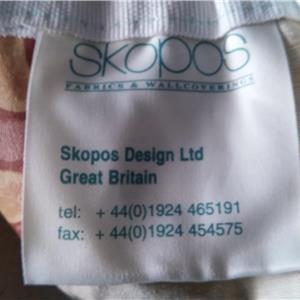 Skopos
FABRICS & WALLCOVERINGS
Skopos Design Ltd
Great Britain
tel: + 44(0)1924 465191
fax: + 44(0)1924 454575